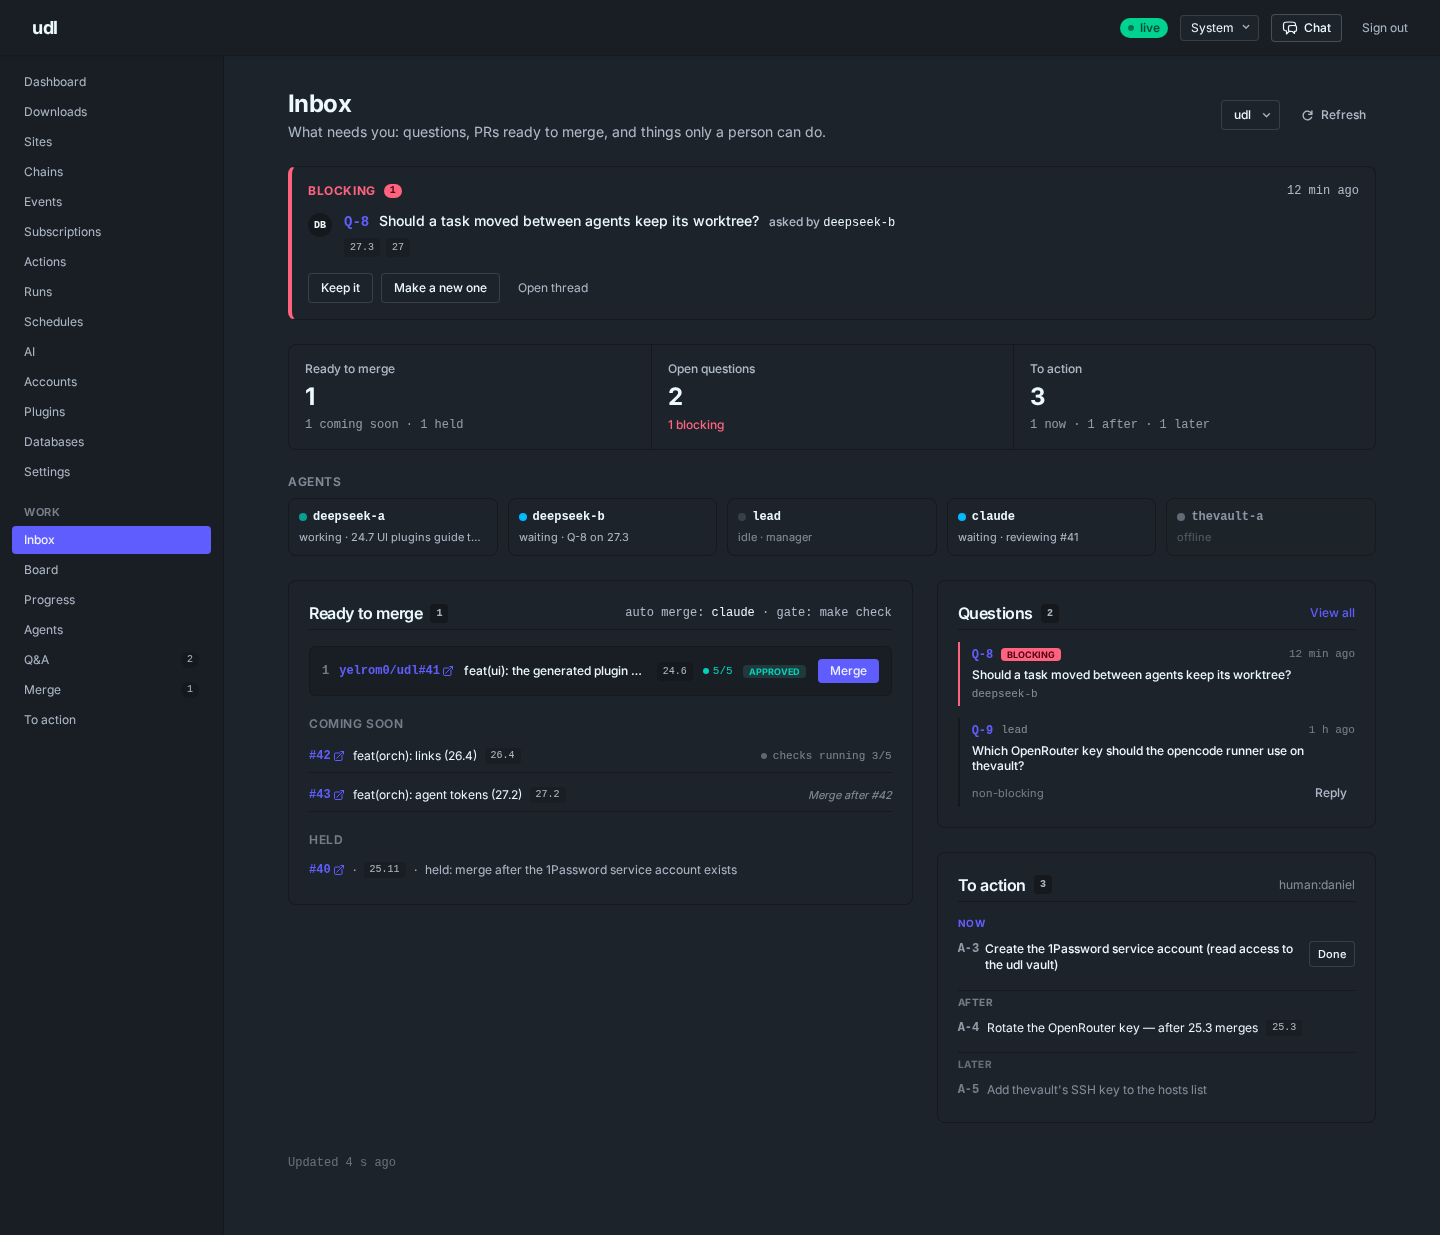 udl
live
System
Chat
Sign out
Dashboard
Downloads
Sites
Chains
Events
Subscriptions
Actions
Runs
Schedules
AI
Accounts
Plugins
Databases
Settings
WORK
Inbox
Board
Progress
Agents
Q&A 2
Merge 1
To action
Inbox
What needs you: questions, PRs ready to merge, and things only a person can do.
udl
Refresh
BLOCKING 1
12 min ago
DB
Q-8 Should a task moved between agents keep its worktree? asked by deepseek-b
27.3 27
Keep it
Make a new one
Open thread
Ready to merge
1
1 coming soon · 1 held
Open questions
2
1 blocking
To action
3
1 now · 1 after · 1 later
AGENTS
deepseek-a
working · 24.7 UI plugins guide t...
deepseek-b
waiting · Q-8 on 27.3
lead
idle · manager
claude
waiting · reviewing #41
thevault-a
offline
Ready to merge 1
auto merge: claude · gate: make check
1 yelrom0/udl#41 feat(ui): the generated plugin ... 24.6 5/5 APPROVED Merge
COMING SOON
#42 feat(orch): links (26.4) 26.4 checks running 3/5
#43 feat(orch): agent tokens (27.2) 27.2 Merge after #42
HELD
#40 · 25.11 · held: merge after the 1Password service account exists
Questions 2
View all
Q-8 BLOCKING 12 min ago
Should a task moved between agents keep its worktree?
deepseek-b
Q-9 lead 1 h ago
Which OpenRouter key should the opencode runner use on
thevault?
non-blocking
Reply
To action 3
human:daniel
NOW
A-3 Create the 1Password service account (read access to
the udl vault)
Done
AFTER
A-4 Rotate the OpenRouter key — after 25.3 merges 25.3
LATER
A-5 Add thevault's SSH key to the hosts list
Updated 4 s ago